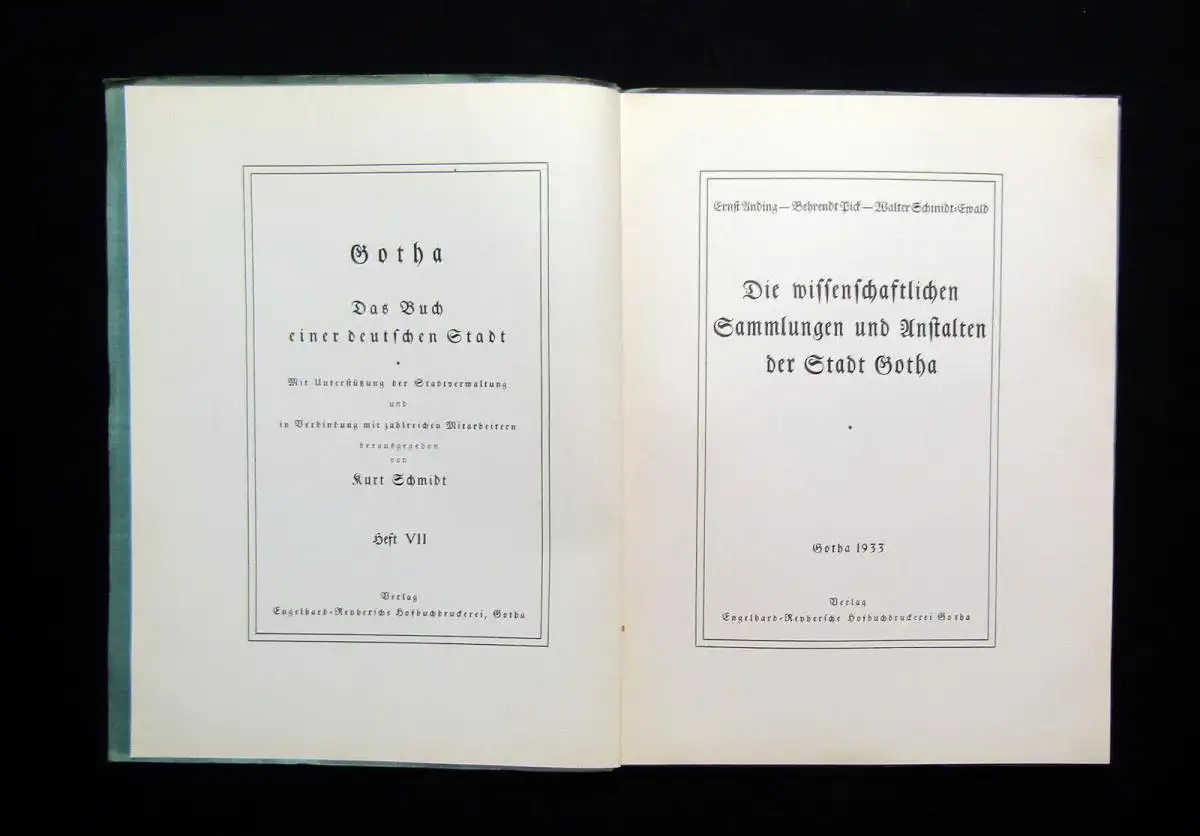 Gotha
Das Buch
einer deutschen Stadt
Mit Unterstützung der Stadtverwaltung
und
in Verbindung mit zahlreichen Mitarbeitern
herausgegeben
von
Kurt Schmidt
Heft VII
Verlag
Engelhard-Reyhersche Hofbuchdruckerei, Gotha
Ernst Anding — Behrendt Pick — Walter Schmidt-Ewald
Die wissenschaftlichen
Sammlungen und Anstalten
der Stadt Gotha
Gotha 1933
Verlag
Engelhard-Reyhersche Hofbuchdruckerei Gotha